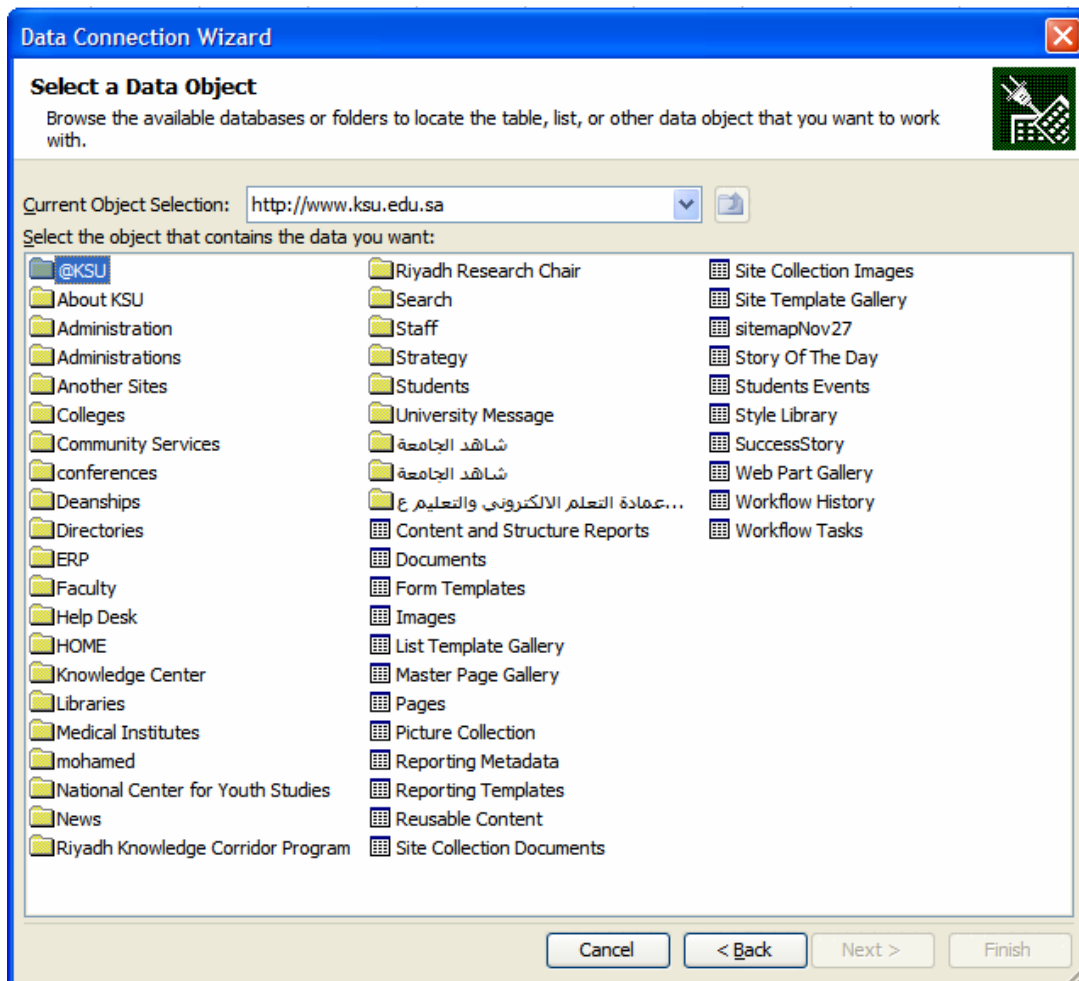 Data Connection Wizard
Select a Data Object
Browse the available databases or folders to locate the table, list, or other data object that you want to work
with.
Current Object Selection: http://www.ksu.edu.sa
Select the object that contains the data you want:
@KSU
About KSU
Administration
Administrations
Another Sites
Colleges
Community Services
conferences
Deanships
Directories
ERP
Faculty
Help Desk
HOME
Knowledge Center
Libraries
Medical Institutes
mohamed
National Center for Youth Studies
News
Riyadh Knowledge Corridor Program
Riyadh Research Chair
Search
Staff
Strategy
Students
University Message
شاهد الجامعة
شاهد الجامعة
عمادة التعلم الالكتروني والتعليم ع...
Content and Structure Reports
Documents
Form Templates
Images
List Template Gallery
Master Page Gallery
Pages
Picture Collection
Reporting Metadata
Reporting Templates
Reusable Content
Site Collection Documents
Site Collection Images
Site Template Gallery
sitemapNov27
Story Of The Day
Students Events
Style Library
SuccessStory
Web Part Gallery
Workflow History
Workflow Tasks
Cancel < Back Next > Finish